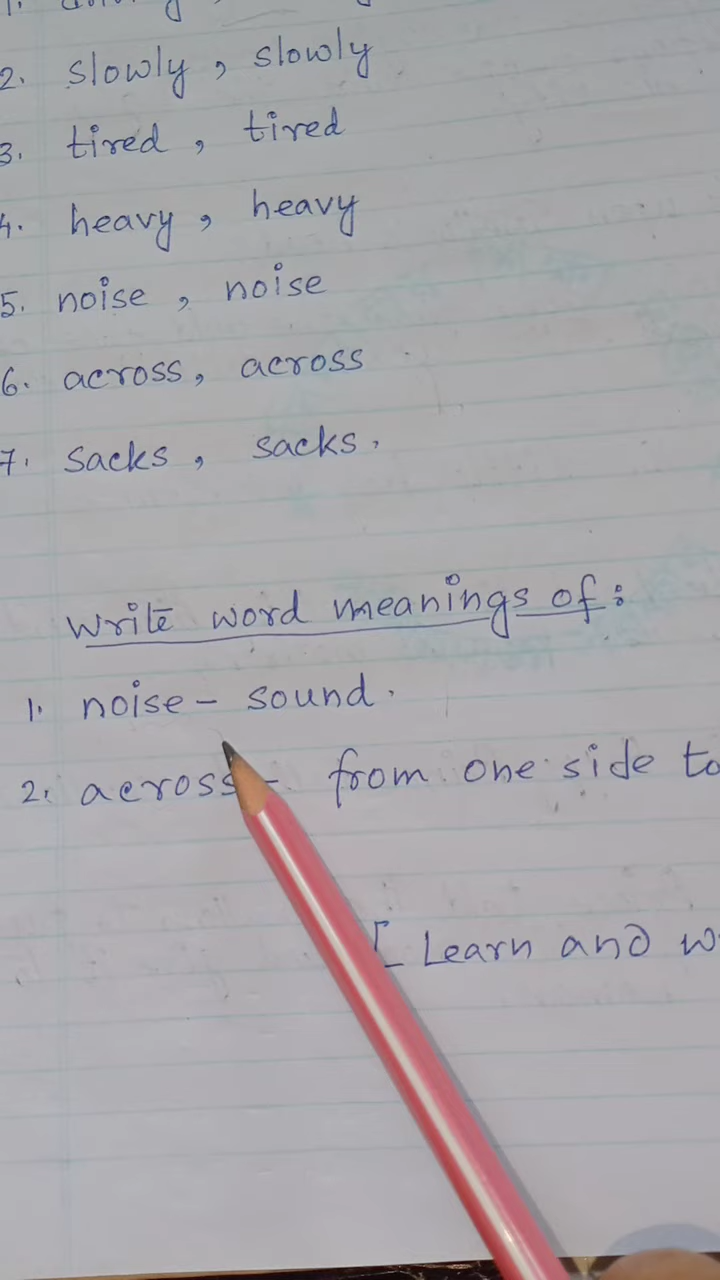 2. slowly, slowly
3. tired, tired
4. heavy, heavy
5. noise, noise
6. across, across
7. sacks, sacks.
Write word meanings of:
1. noise - sound.
2. across - from one side to
[ Learn and